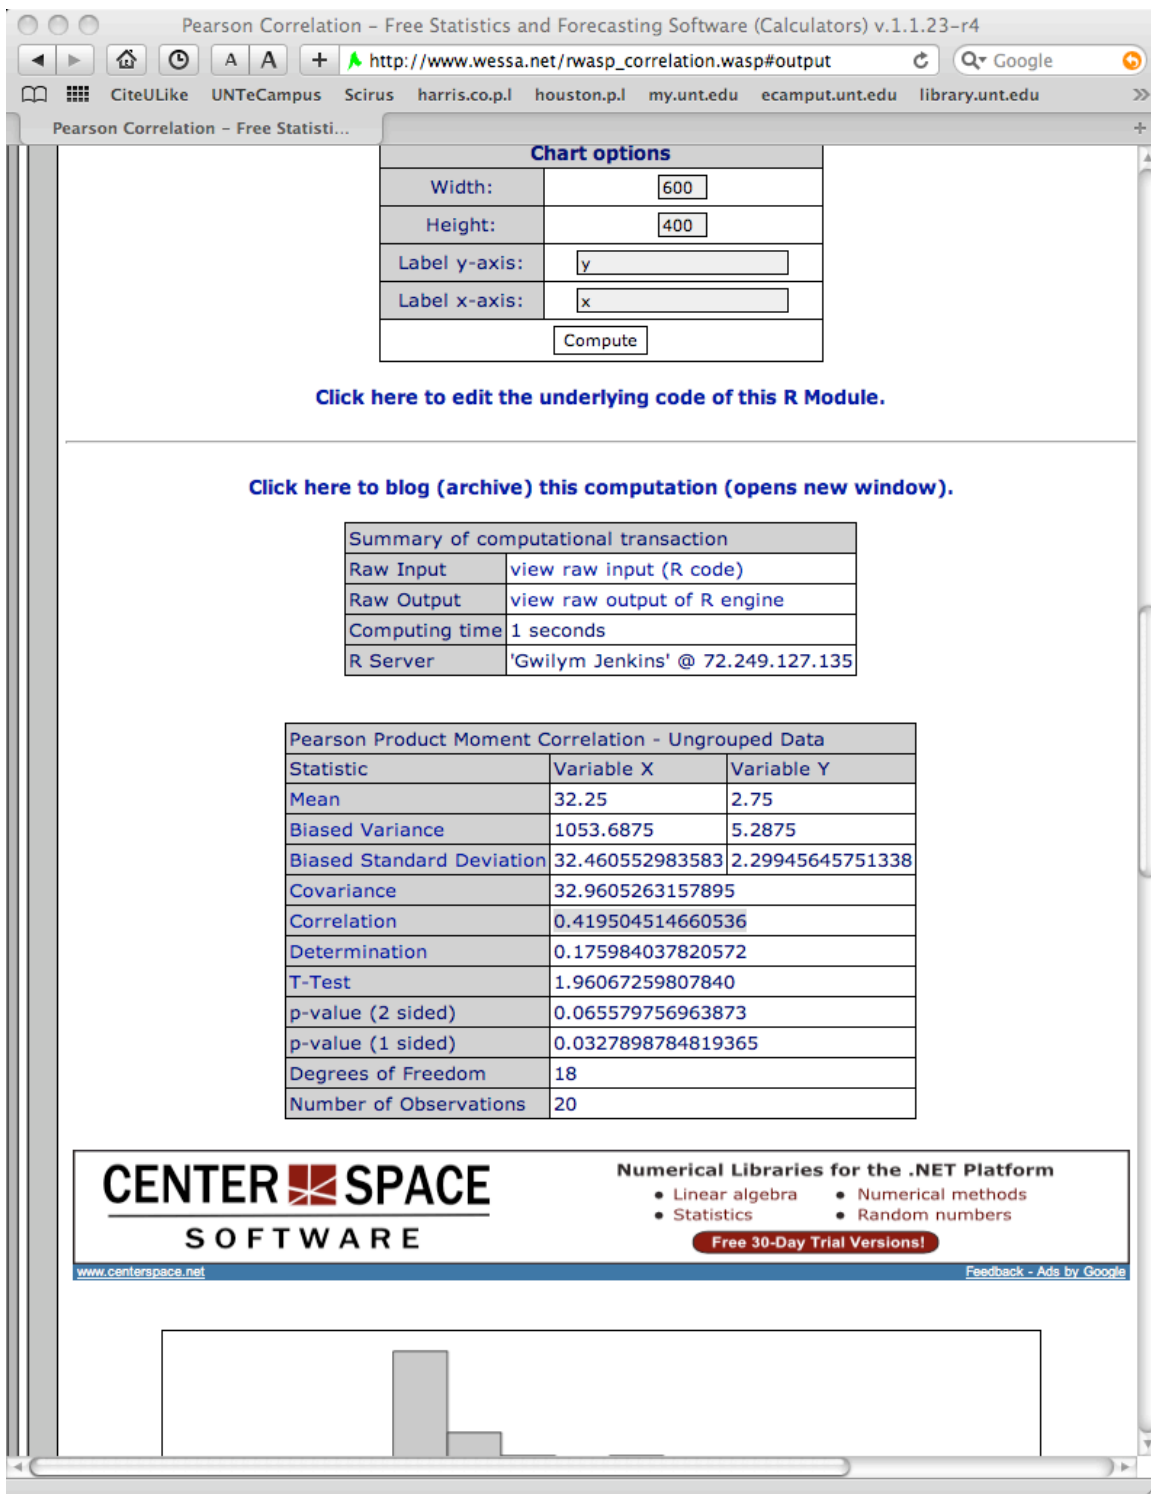 Pearson Correlation – Free Statistics and Forecasting Software (Calculators) v.1.1.23–r4
A A + http://www.wessa.net/rwasp_correlation.wasp#output Google
CiteULike UNTeCampus Scirus harris.co.p.l houston.p.l my.unt.edu ecamput.unt.edu library.unt.edu >>
Pearson Correlation – Free Statisti... +
Chart options
Width: 600
Height: 400
Label y-axis: y
Label x-axis: x
Compute
Click here to edit the underlying code of this R Module.
Click here to blog (archive) this computation (opens new window).
Summary of computational transaction
Raw Input view raw input (R code)
Raw Output view raw output of R engine
Computing time 1 seconds
R Server 'Gwilym Jenkins' @ 72.249.127.135
Pearson Product Moment Correlation - Ungrouped Data
Statistic Variable X Variable Y
Mean 32.25 2.75
Biased Variance 1053.6875 5.2875
Biased Standard Deviation 32.460552983583 2.29945645751338
Covariance 32.9605263157895
Correlation 0.419504514660536
Determination 0.175984037820572
T-Test 1.96067259807840
p-value (2 sided) 0.065579756963873
p-value (1 sided) 0.0327898784819365
Degrees of Freedom 18
Number of Observations 20
CENTER SPACE
SOFTWARE
Numerical Libraries for the .NET Platform
• Linear algebra • Numerical methods
• Statistics • Random numbers
Free 30-Day Trial Versions!
www.centerspace.net Feedback - Ads by Google